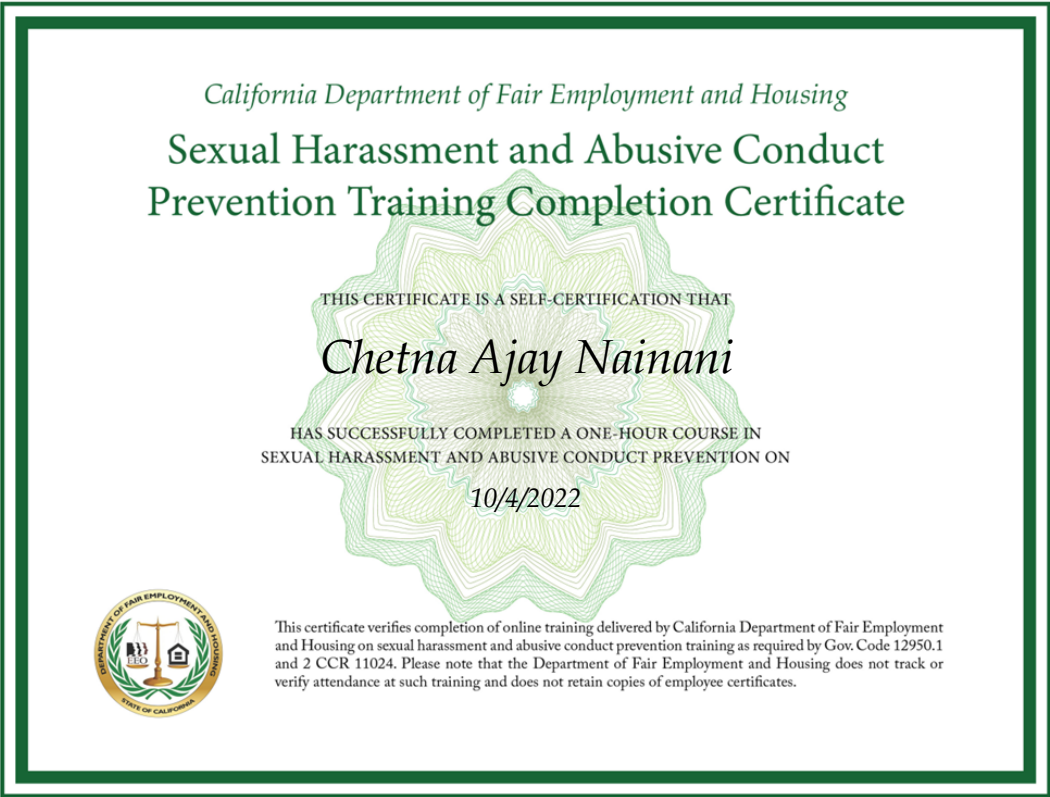 California Department of Fair Employment and Housing
Sexual Harassment and Abusive Conduct
Prevention Training Completion Certificate
THIS CERTIFICATE IS A SELF-CERTIFICATION THAT
Chetna Ajay Nainani
HAS SUCCESSFULLY COMPLETED A ONE-HOUR COURSE IN
SEXUAL HARASSMENT AND ABUSIVE CONDUCT PREVENTION ON
10/4/2022
DEPARTMENT OF FAIR EMPLOYMENT AND HOUSING
EEO
STATE OF CALIFORNIA
This certificate verifies completion of online training delivered by California Department of Fair Employment
and Housing on sexual harassment and abusive conduct prevention training as required by Gov. Code 12950.1
and 2 CCR 11024. Please note that the Department of Fair Employment and Housing does not track or
verify attendance at such training and does not retain copies of employee certificates.